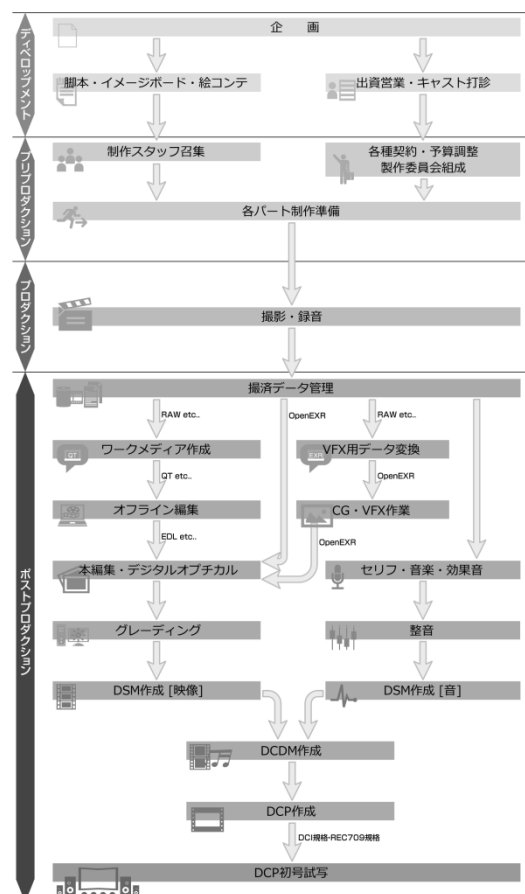 ディベロップメント
企 画
脚本・イメージボード・絵コンテ
出資営業・キャスト打診
プリプロダクション
制作スタッフ召集
各種契約・予算調整
製作委員会組成
各パート制作準備
プロダクション
撮影・録音
ポストプロダクション
撮済データ管理
RAW etc..
OpenEXR
RAW etc..
QT
ワークメディア作成
EXR
VFX用データ変換
QT etc..
OpenEXR
オフライン編集
CG・VFX作業
EDL etc..
OpenEXR
本編集・デジタルオプチカル
セリフ・音楽・効果音
グレーディング
整音
DSM作成 [映像]
DSM作成 [音]
DCDM作成
DCP作成
DCI規格-REC709規格
DCP初号試写